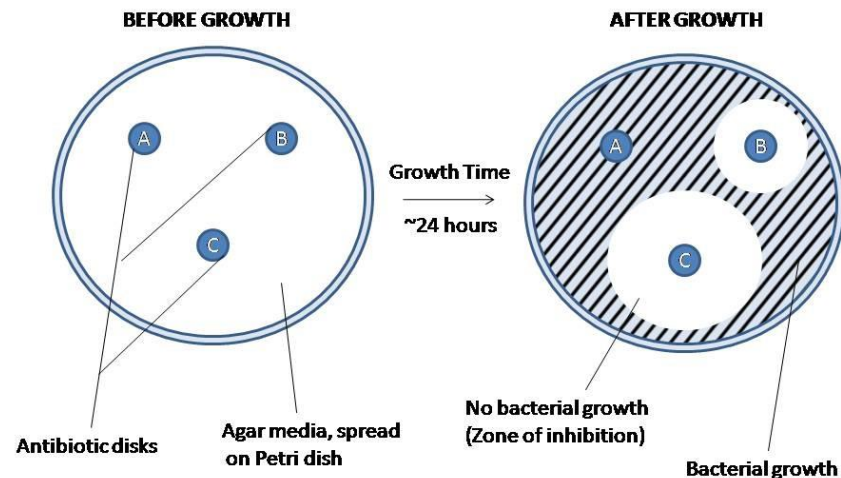 BEFORE GROWTH
AFTER GROWTH
A
B
C
Growth Time
~24 hours
A
B
C
Antibiotic disks
Agar media, spread
on Petri dish
No bacterial growth
(Zone of inhibition)
Bacterial growth